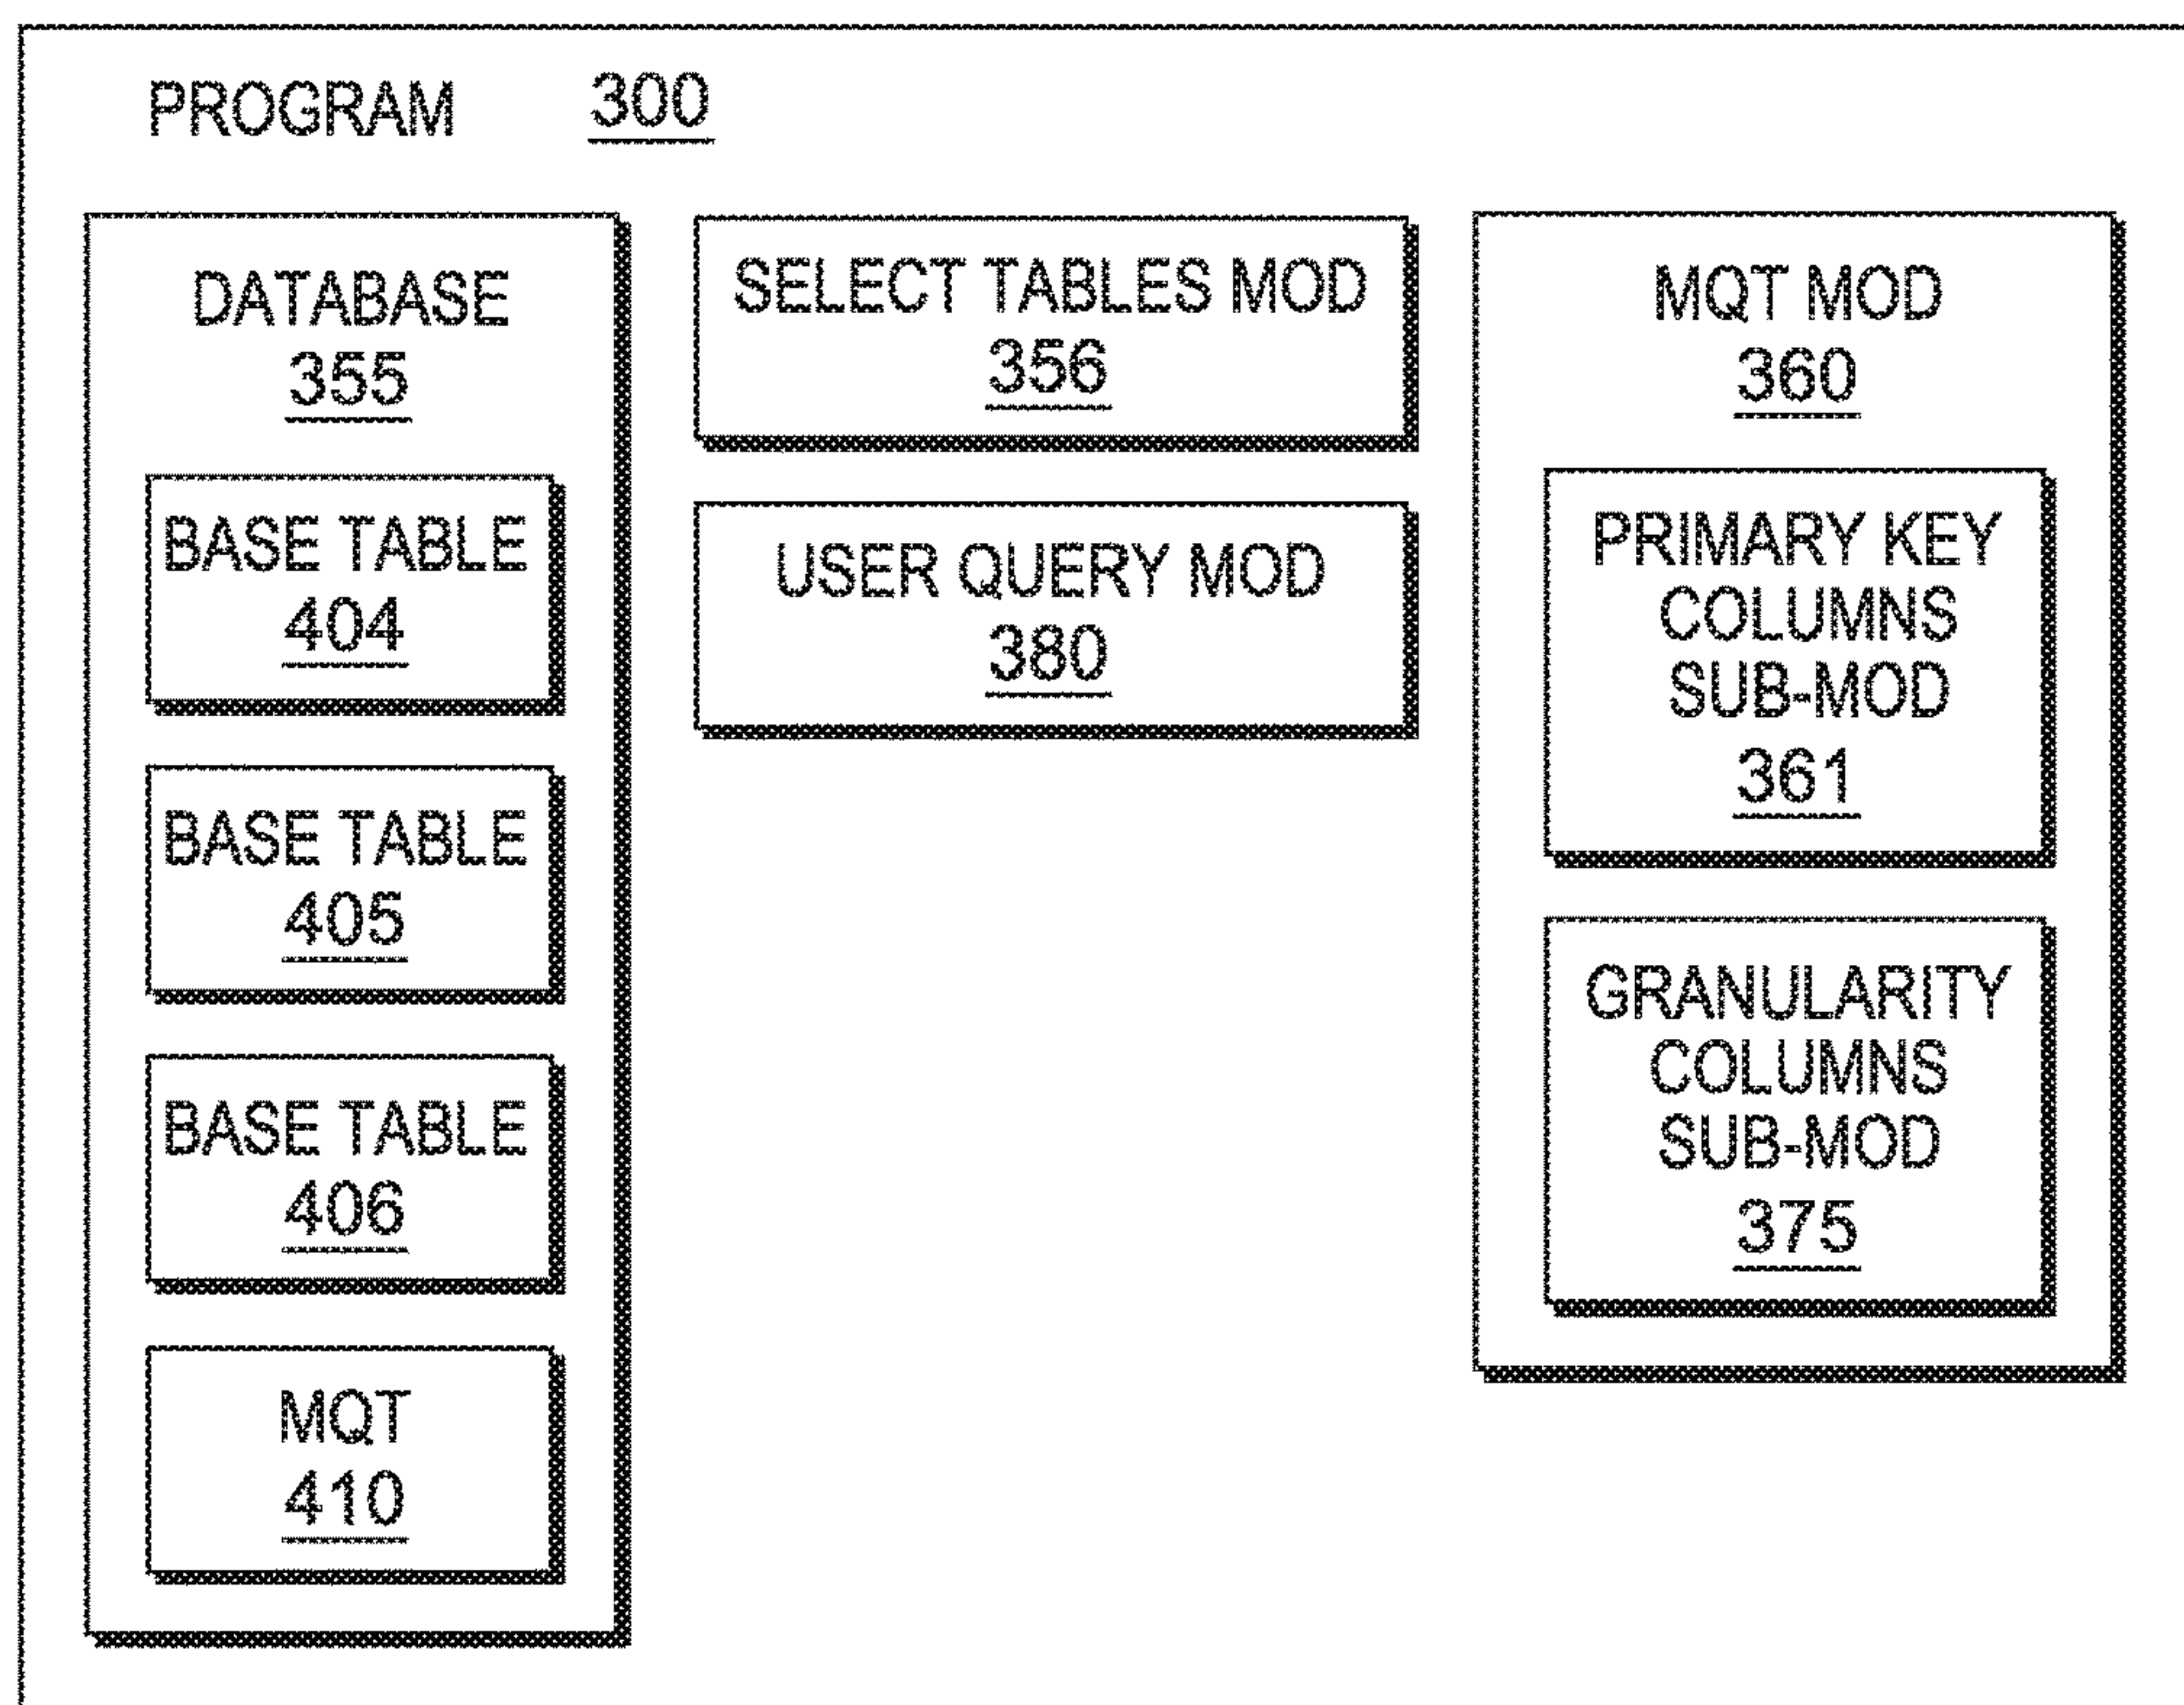 PROGRAM 300
DATABASE
355
BASE TABLE
404
BASE TABLE
405
BASE TABLE
406
MQT
410
SELECT TABLES MOD
356
USER QUERY MOD
380
MQT MOD
360
PRIMARY KEY
COLUMNS
SUB-MOD
361
GRANULARITY
COLUMNS
SUB-MOD
375